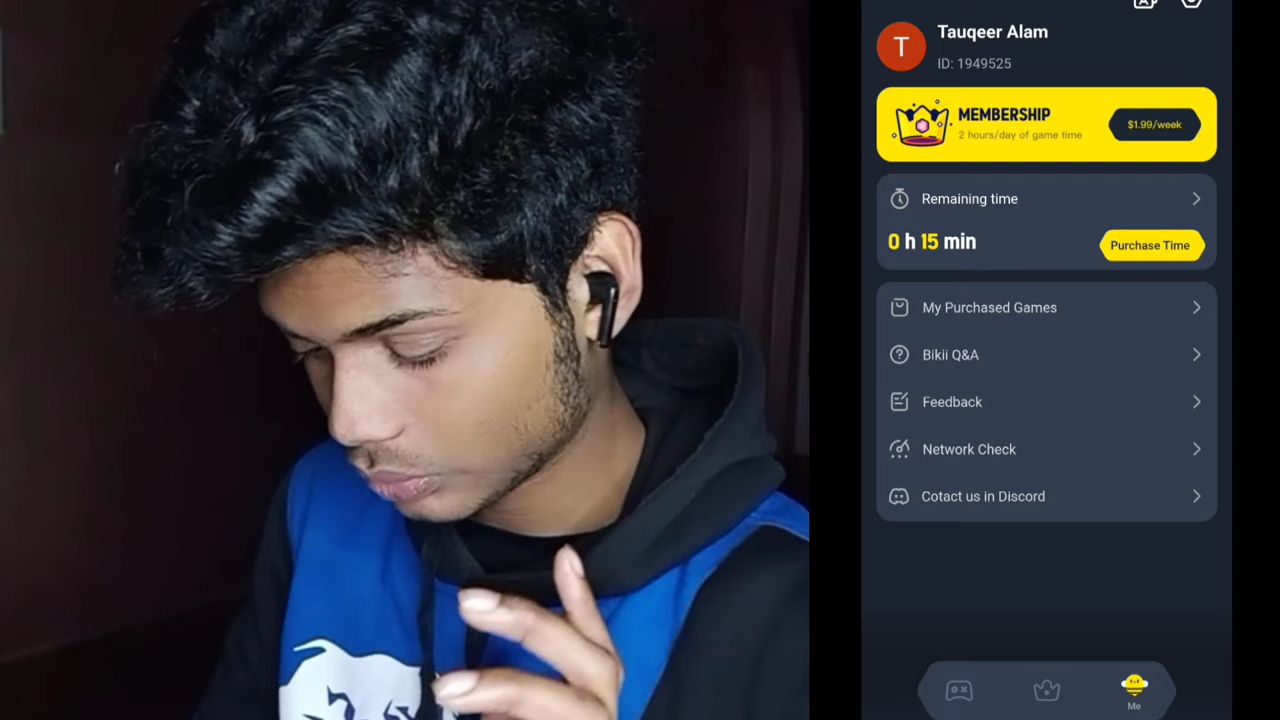 T
Tauqeer Alam
ID: 1949525
MEMBERSHIP
2 hours/day of game time
$1.99/week
Remaining time
0 h 15 min
Purchase Time
My Purchased Games
Bikii Q&A
Feedback
Network Check
Cotact us in Discord
Me